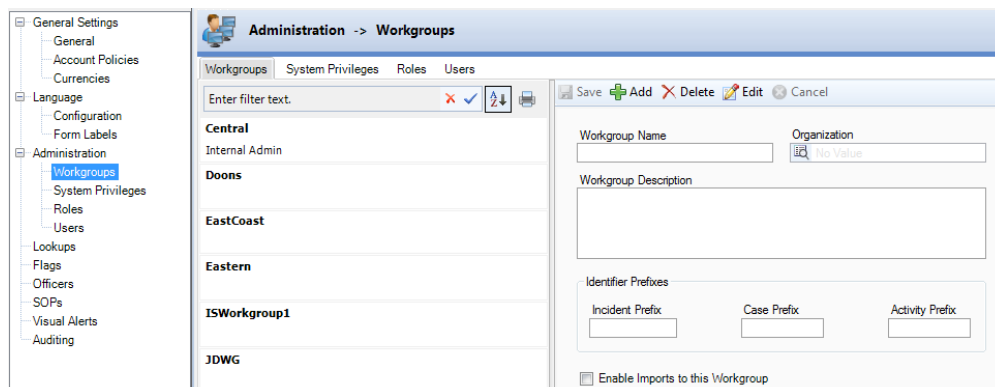 General Settings
General
Account Policies
Currencies
Language
Configuration
Form Labels
Administration
Workgroups
System Privileges
Roles
Users
Lookups
Flags
Officers
SOPs
Visual Alerts
Auditing
Administration -> Workgroups
Workgroups System Privileges Roles Users
Enter filter text.
Central
Internal Admin
Doons
EastCoast
Eastern
ISWorkgroup1
JDWG
Save Add Delete Edit Cancel
Workgroup Name Organization
No Value
Workgroup Description
Identifier Prefixes
Incident Prefix Case Prefix Activity Prefix
Enable Imports to this Workgroup